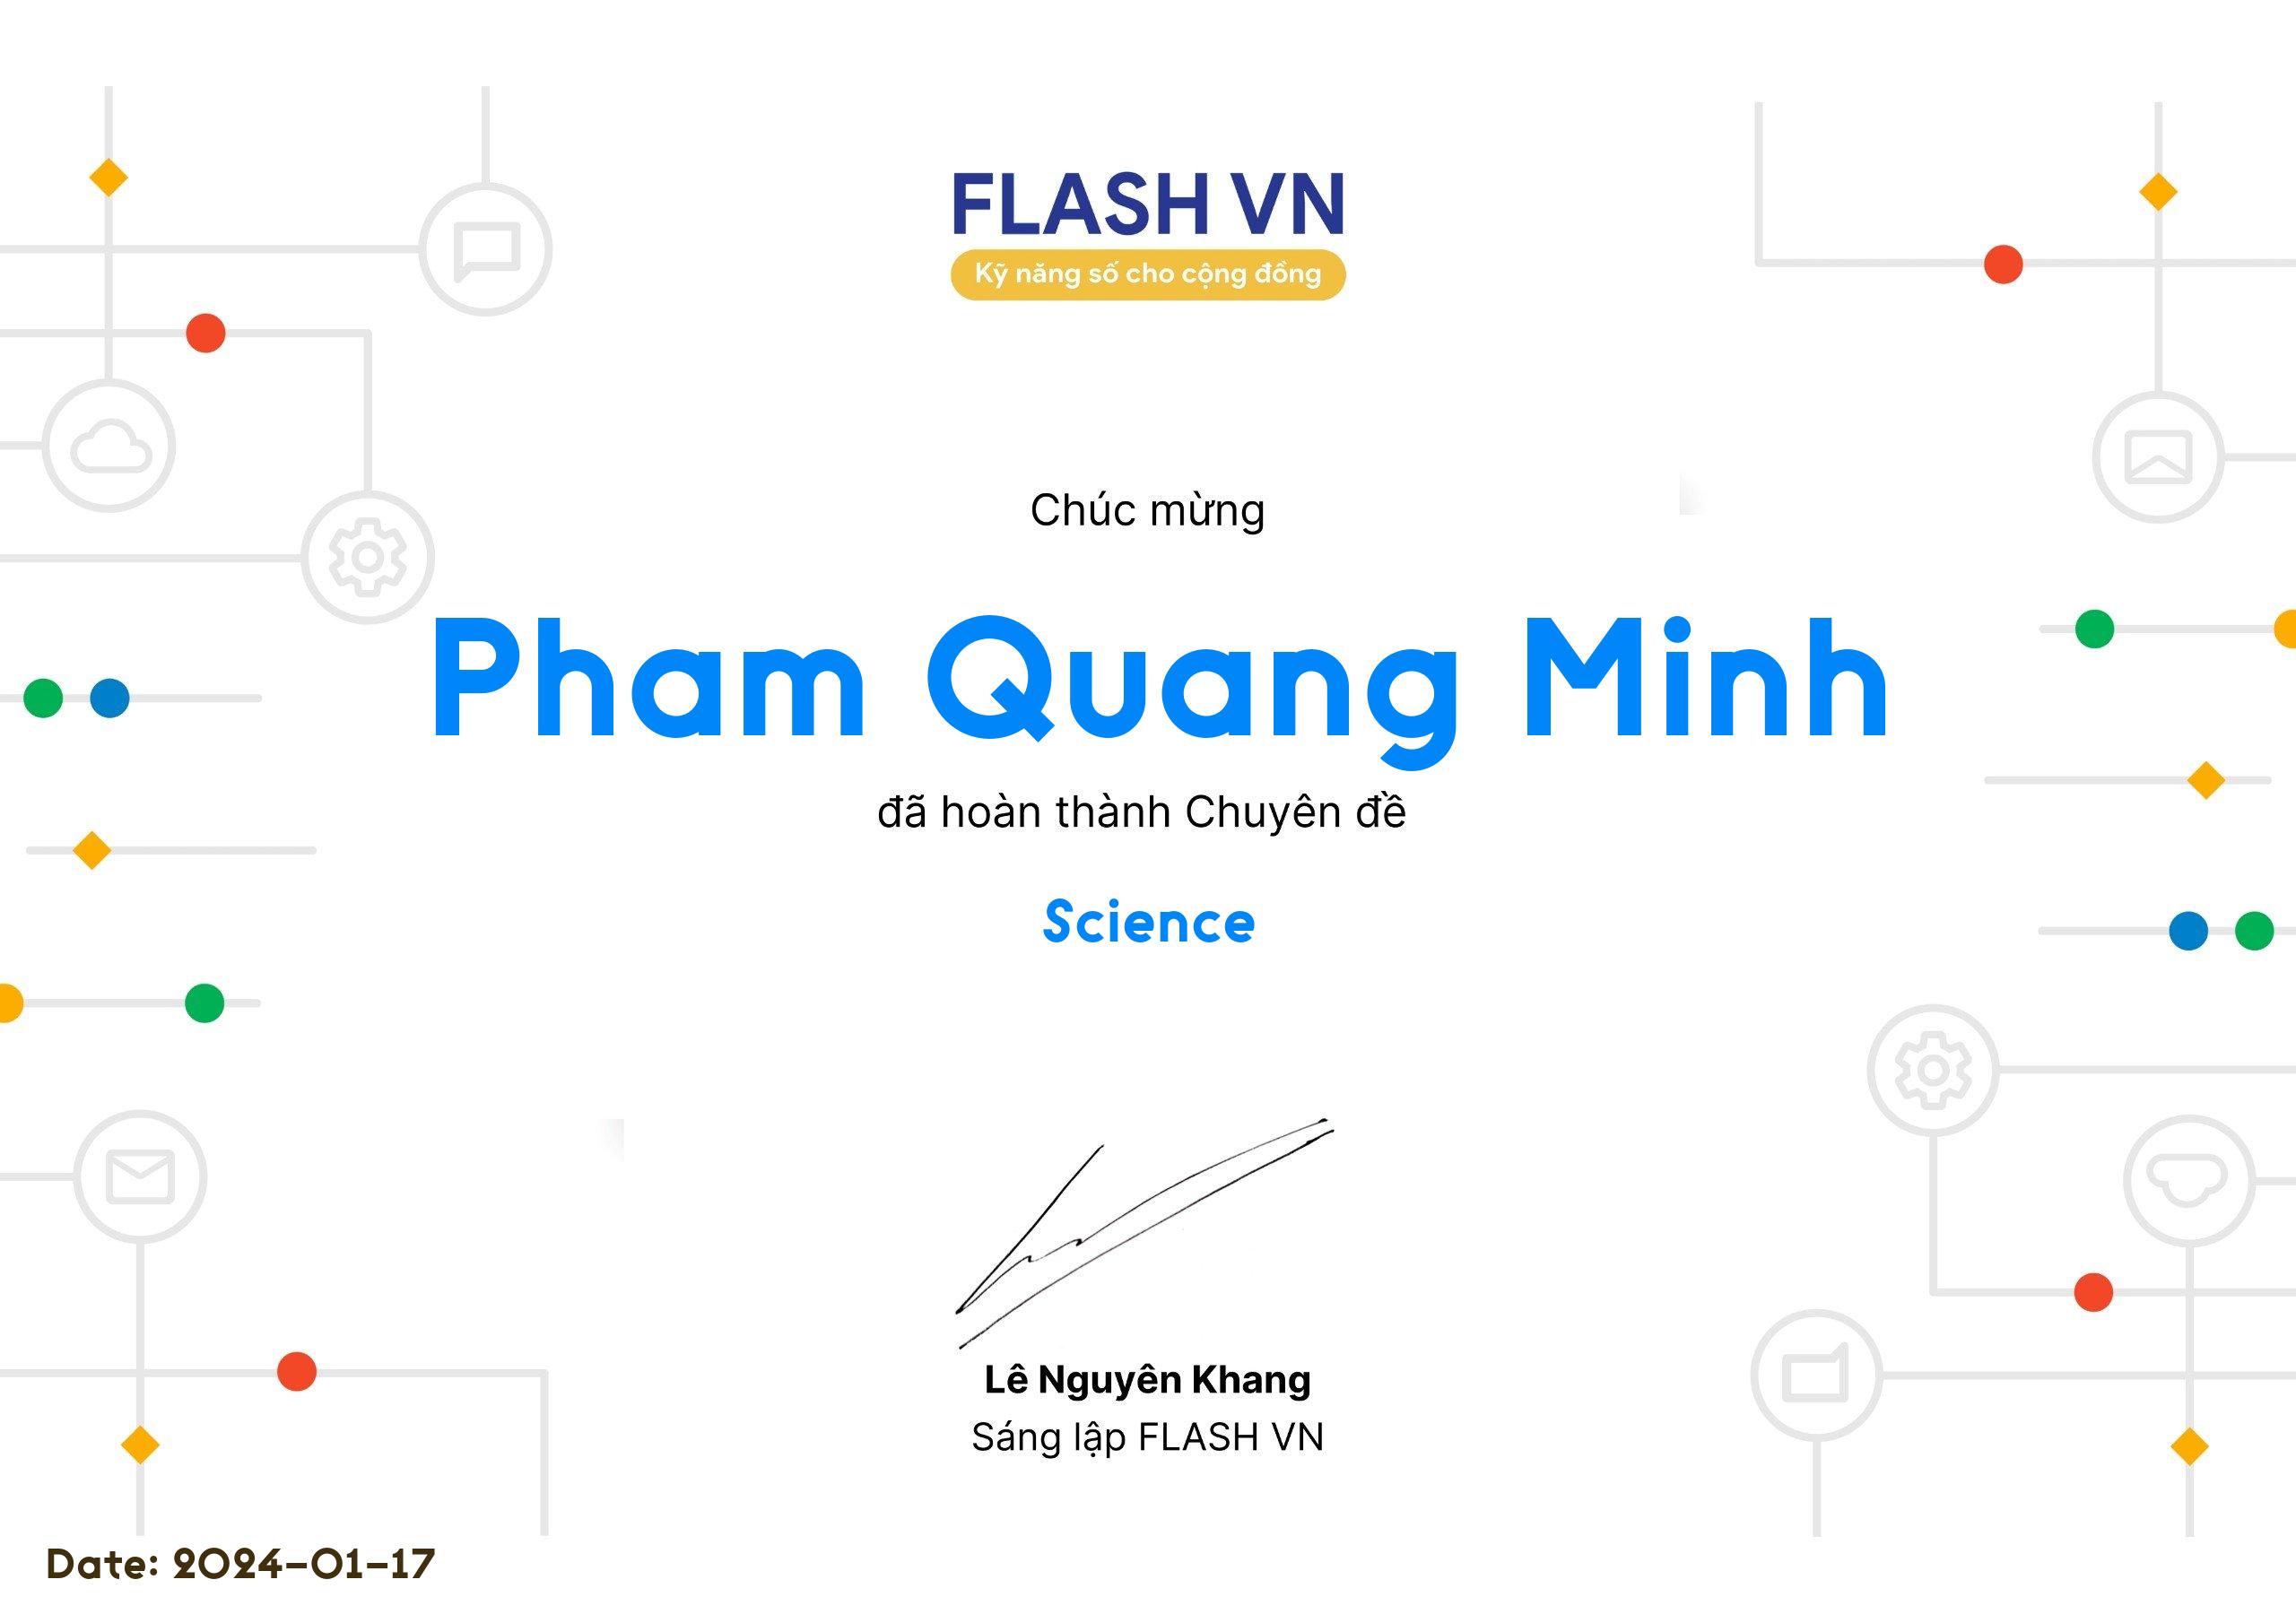 FLASH VN
Kỹ năng số cho cộng đồng
Chúc mừng
Pham Quang Minh
đã hoàn thành Chuyên đề
Science
Lê Nguyên Khang
Sáng lập FLASH VN
Date: 2024-01-17